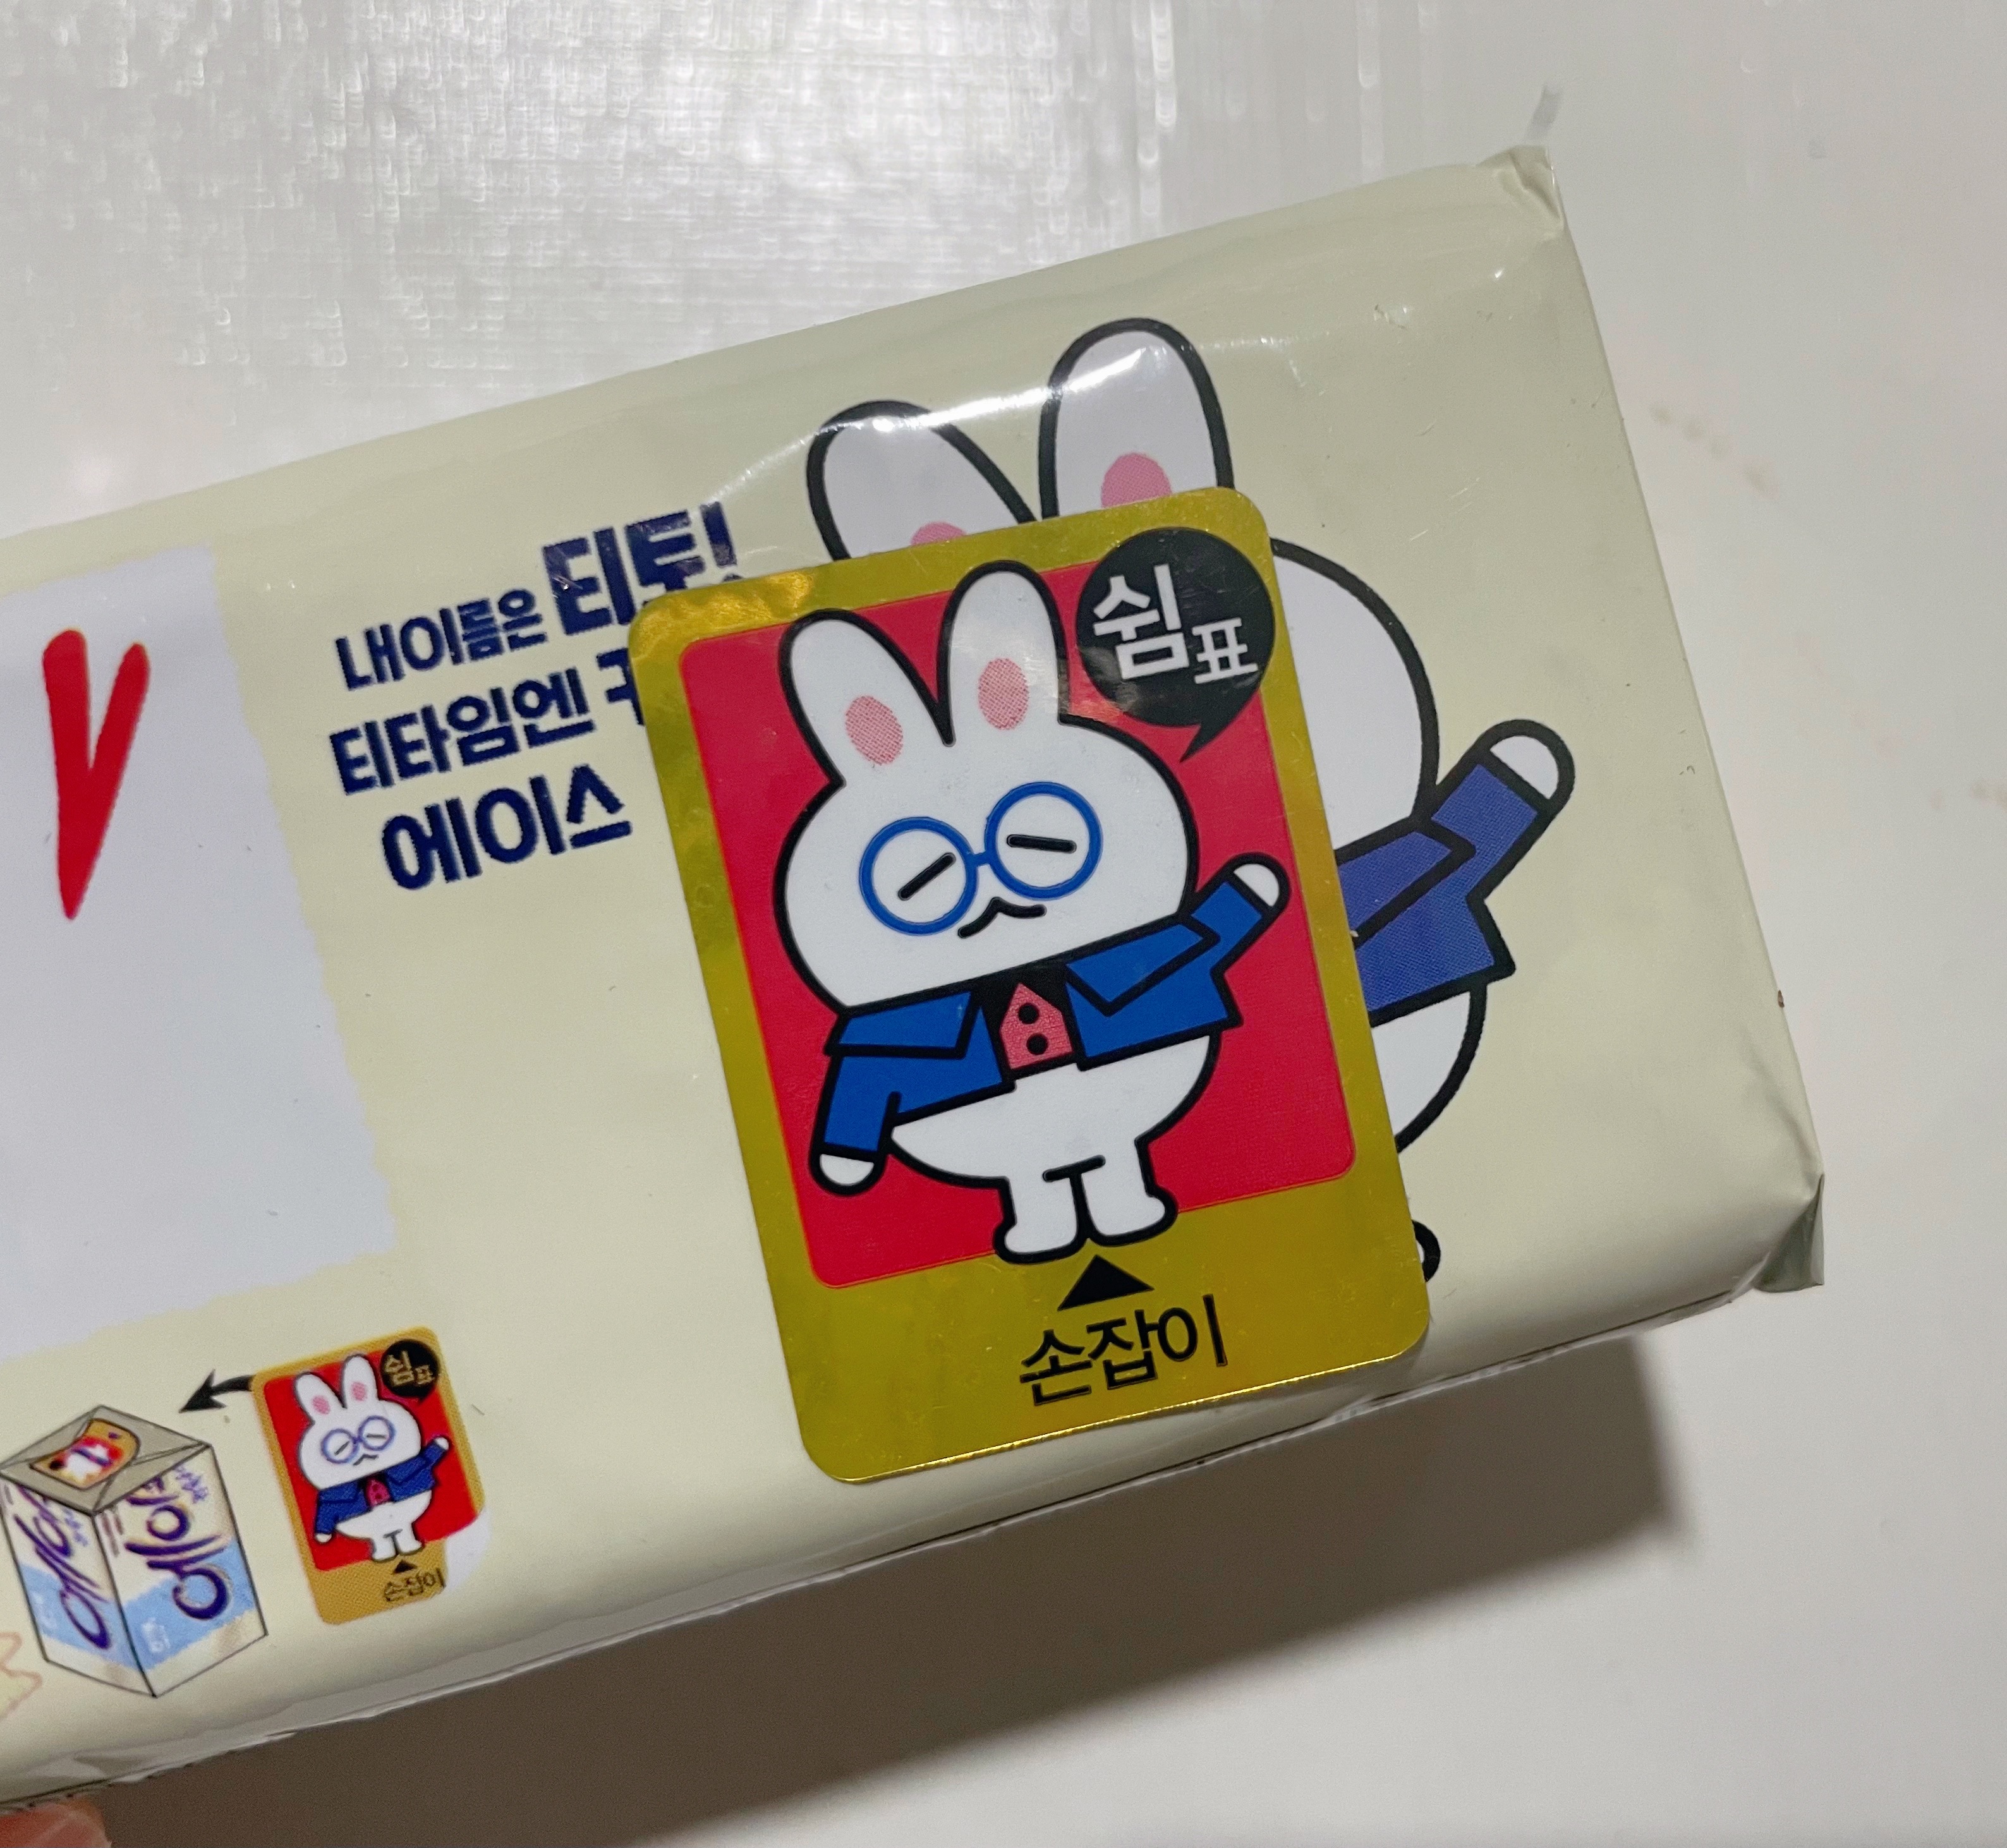 내이름은 티토!
티타임엔
에이스
쉼표
손잡이
쉼표
손잡이
에이스